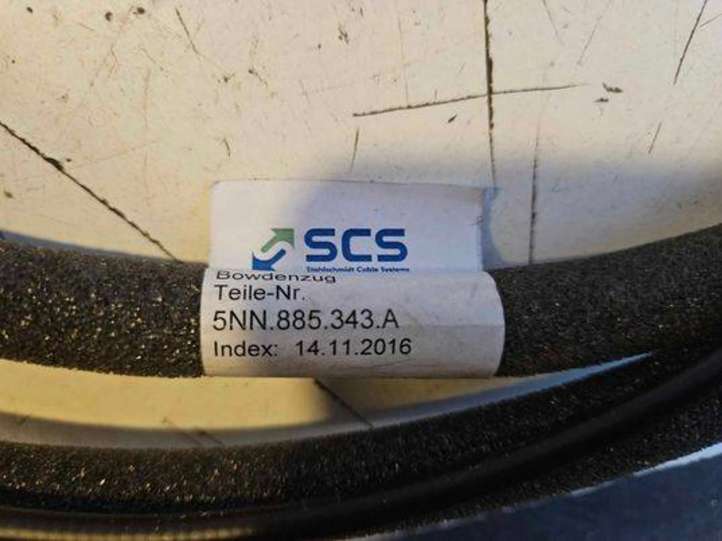 SCS
Stahlschmidt Cable Systems
Bowdenzug
Teile-Nr.
5NN.885.343.A
Index: 14.11.2016